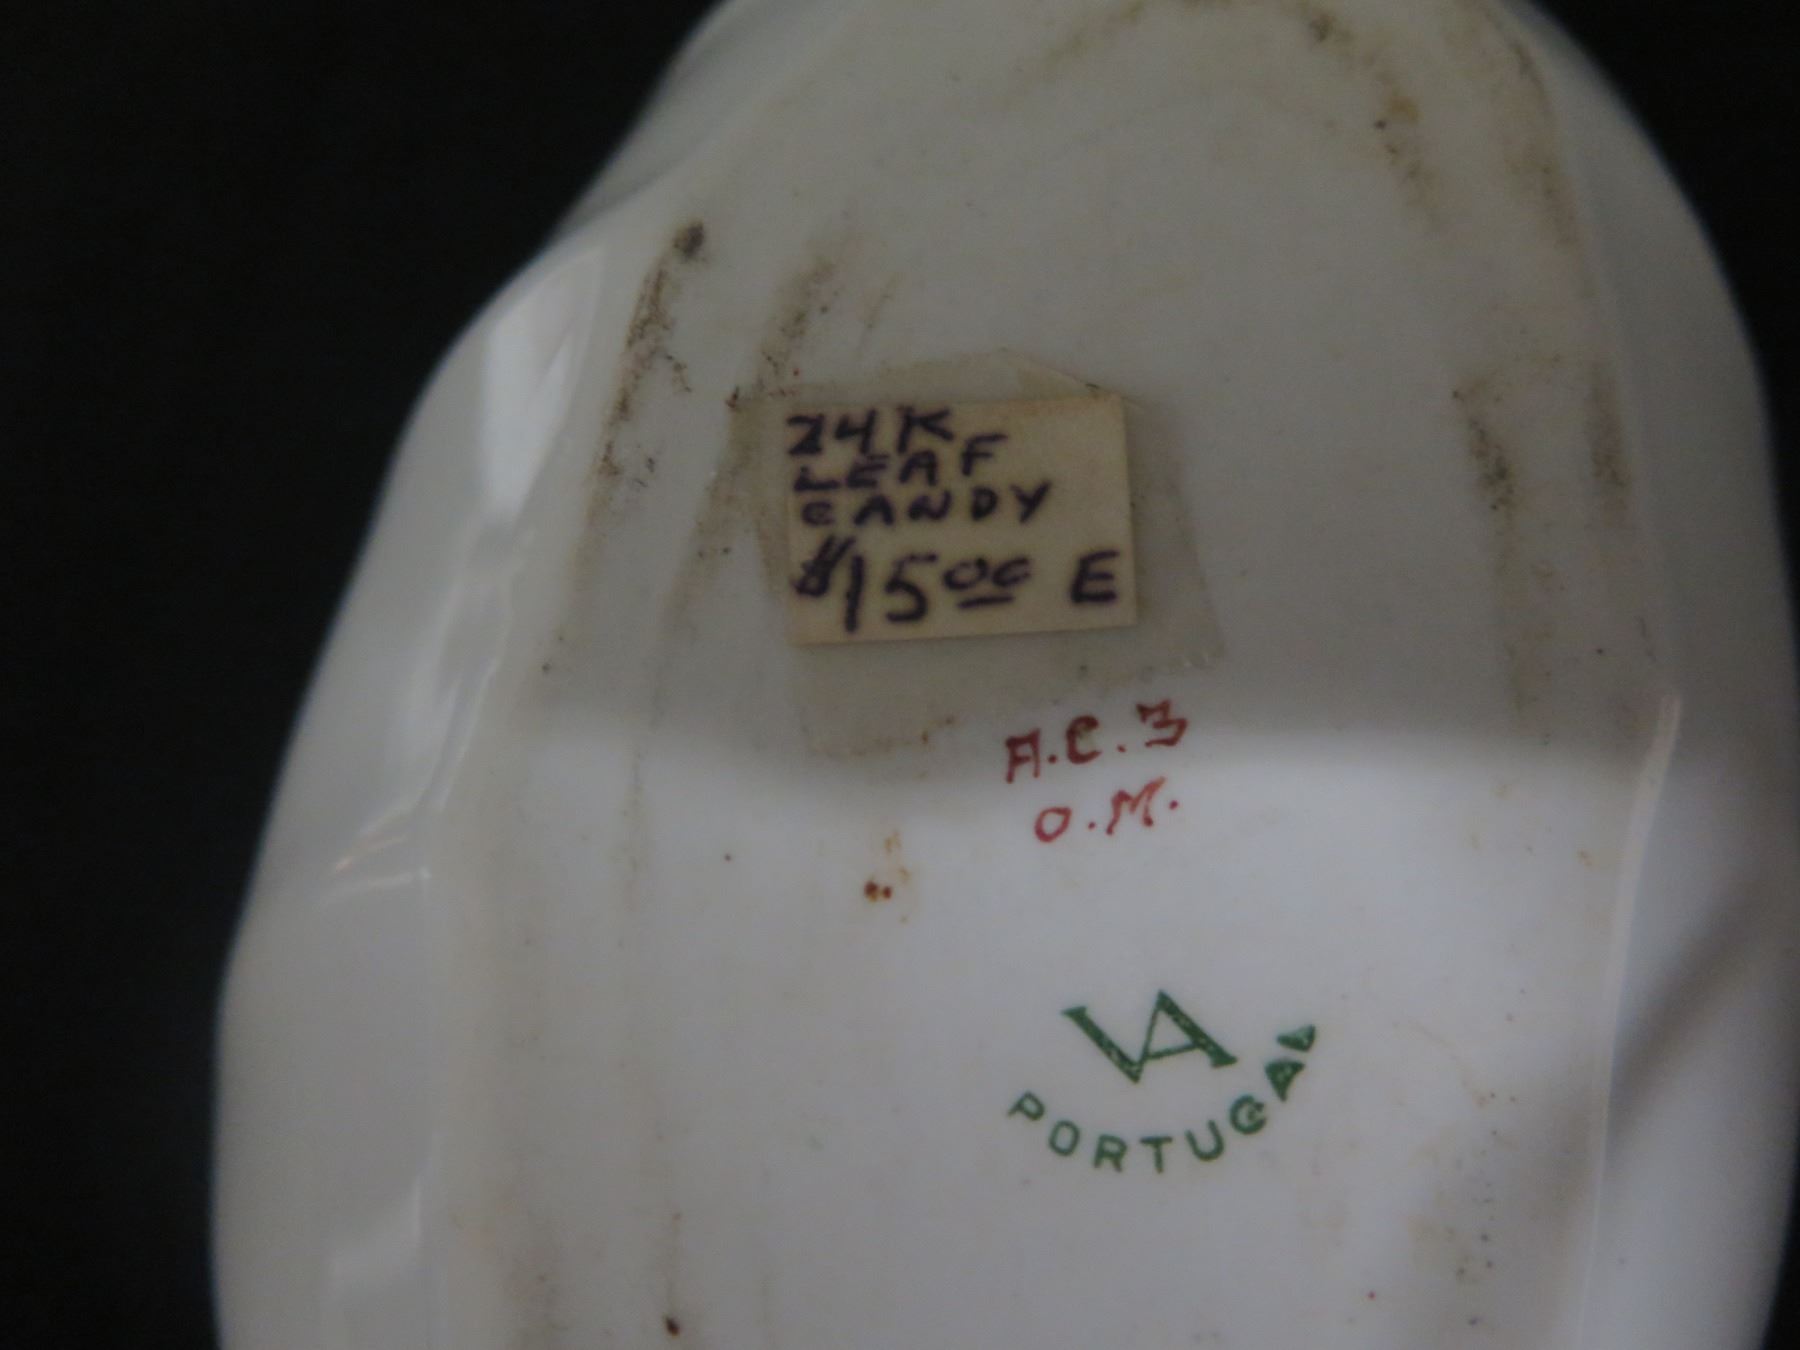 24K
LEAF
CANDY
$15.00 E
A.C.3
O.M.
VA
PORTUGAL